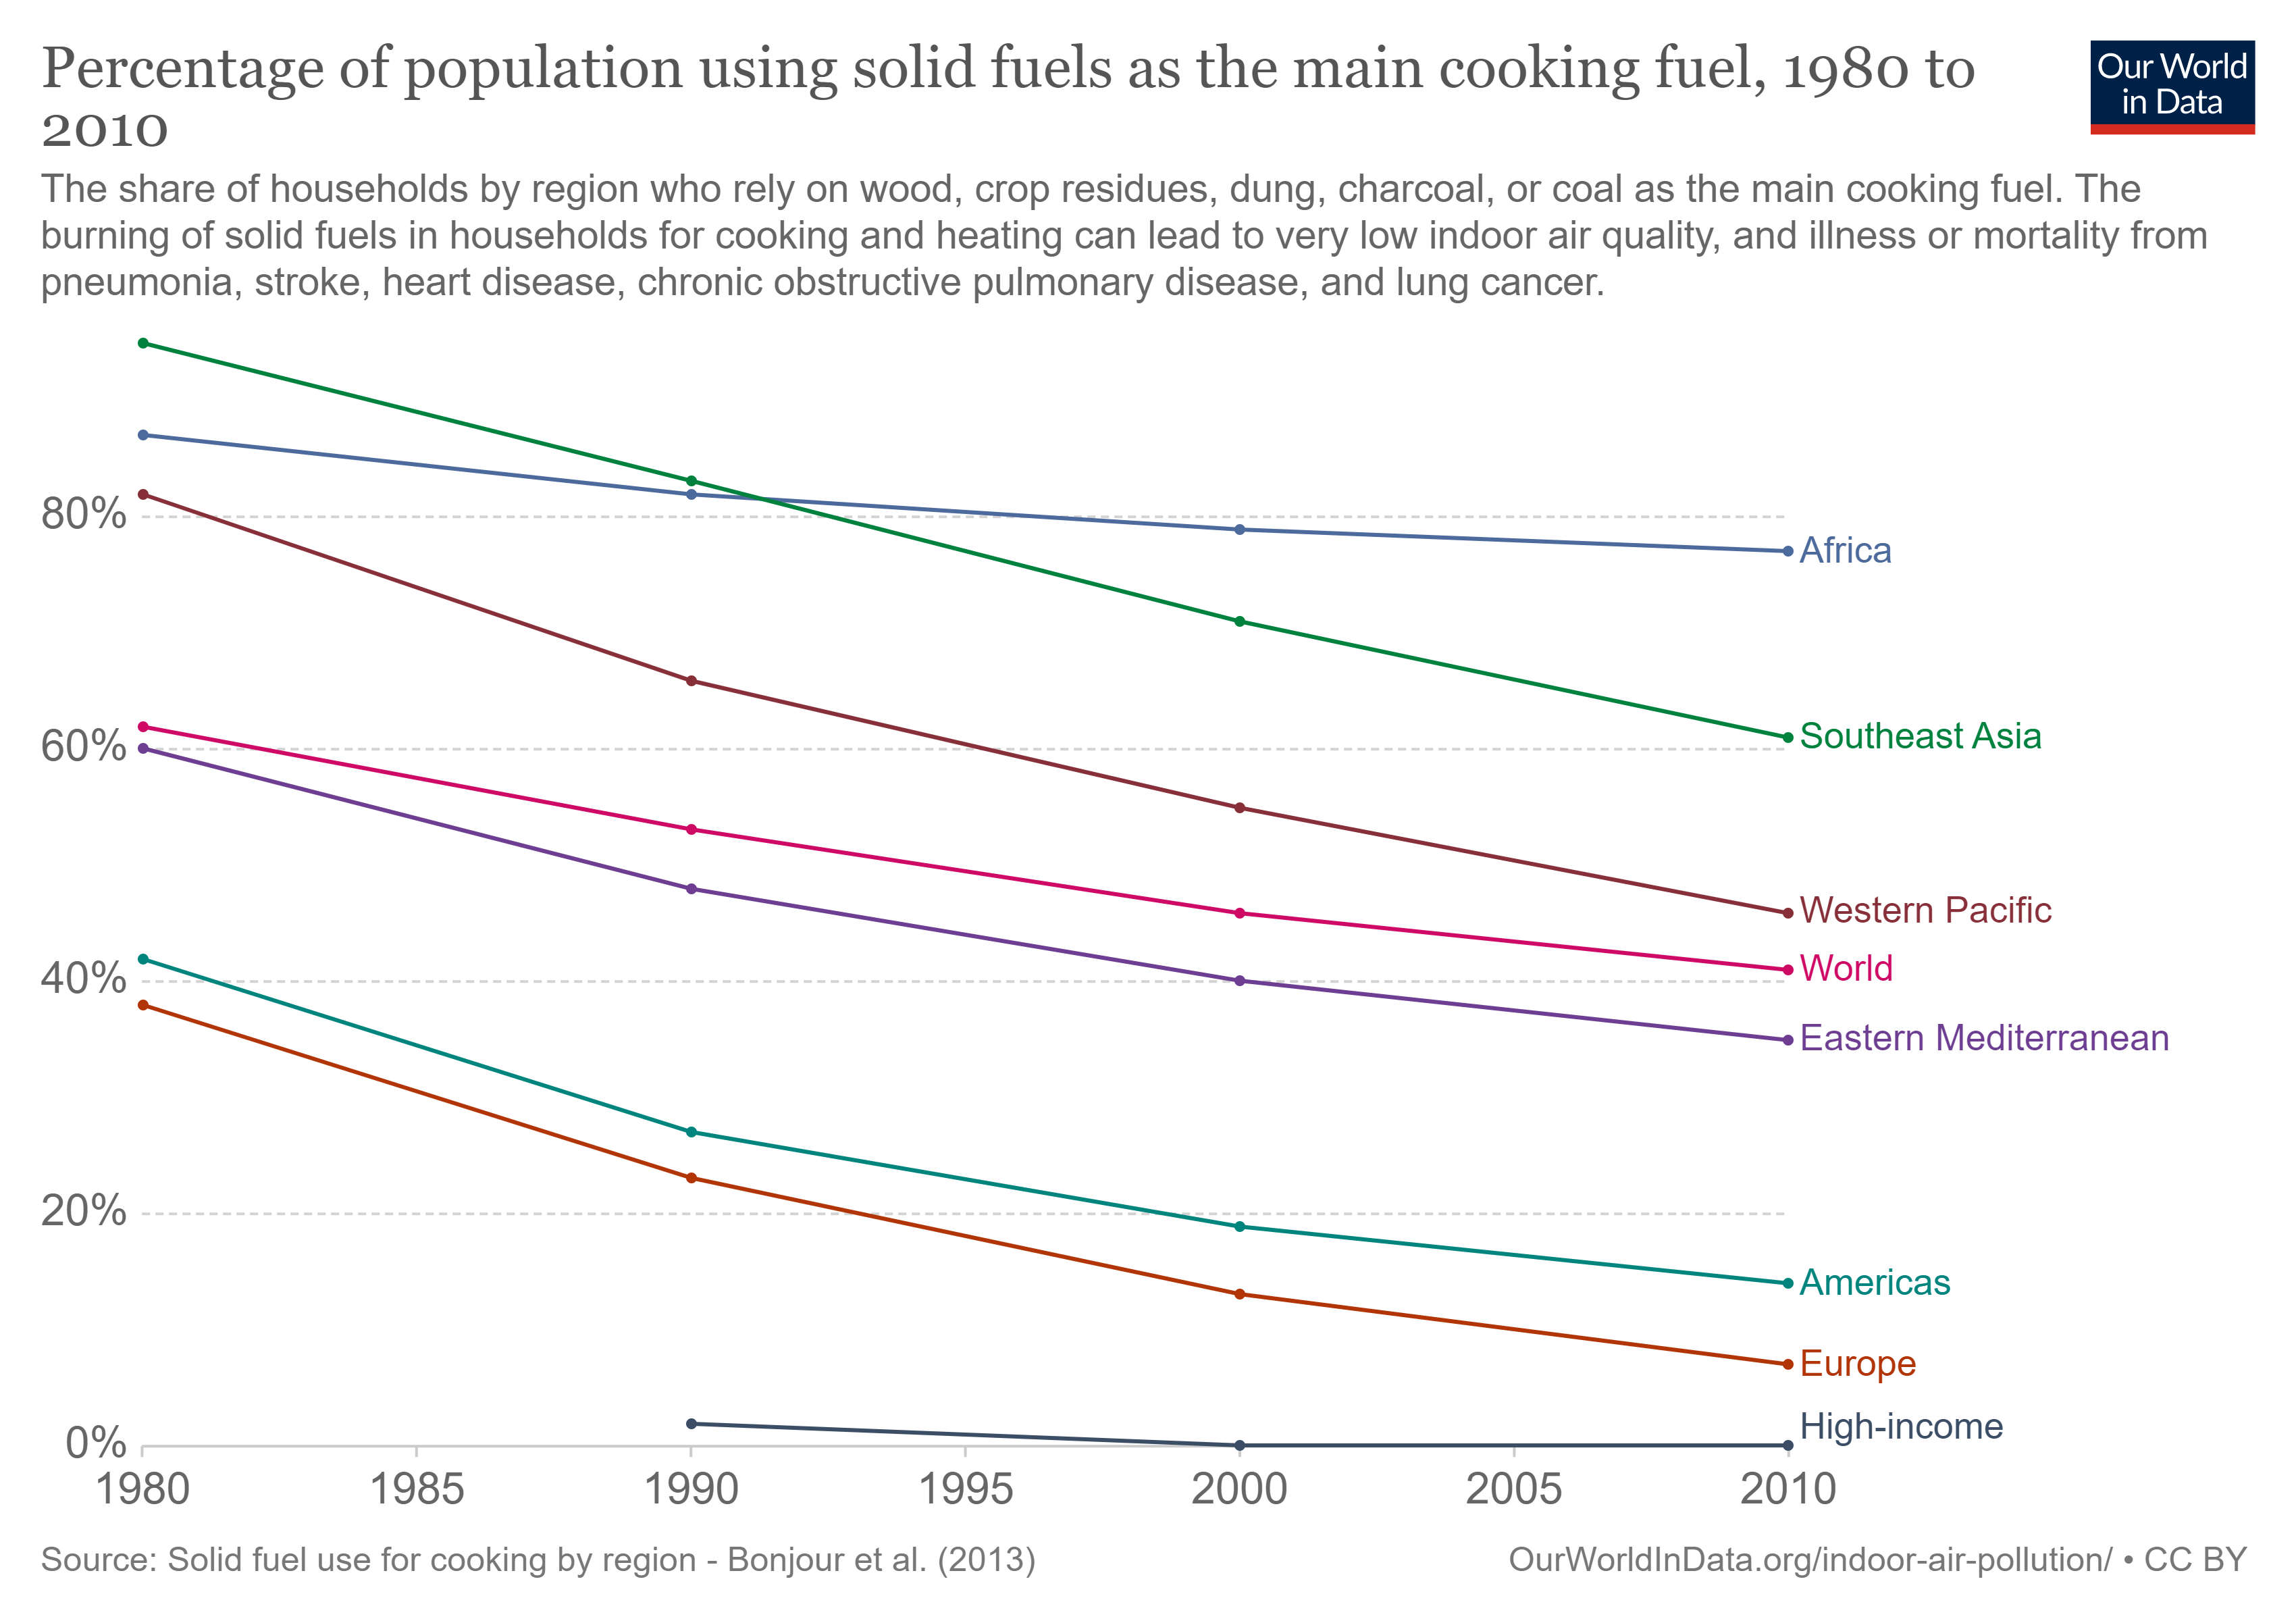 Percentage of population using solid fuels as the main cooking fuel, 1980 to
2010
Our World
in Data
The share of households by region who rely on wood, crop residues, dung, charcoal, or coal as the main cooking fuel. The
burning of solid fuels in households for cooking and heating can lead to very low indoor air quality, and illness or mortality from
pneumonia, stroke, heart disease, chronic obstructive pulmonary disease, and lung cancer.
80%
Africa
60%
Southeast Asia
Western Pacific
40%
World
Eastern Mediterranean
20%
Americas
Europe
High-income
0%
1980 1985 1990 1995 2000 2005 2010
Source: Solid fuel use for cooking by region - Bonjour et al. (2013)
OurWorldInData.org/indoor-air-pollution/ • CC BY